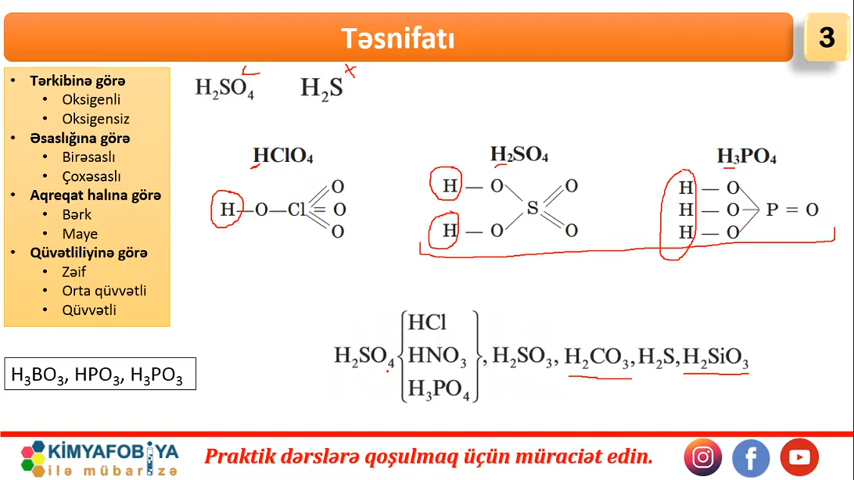 Təsnifatı
3
• Tərkibinə görə
• Oksigenli
• Oksigensiz
• Əsaslığına görə
• Birəsaslı
• Çoxəsaslı
• Aqreqat halına görə
• Bərk
• Maye
• Qüvvətliliyinə görə
• Zəif
• Orta qüvvətli
• Qüvvətli
H₃BO₃, HPO₃, H₃PO₃
H₂SO₄ H₂S
HClO₄
O
H—O—Cl=O
O
H₂SO₄
H — O O
S
H — O O
H₃PO₄
H — O
H — O P = O
H — O
HCl
H₂SO₄ { HNO₃ } , H₂SO₃, H₂CO₃, H₂S, H₂SiO₃
H₃PO₄
KİMYAFOBİYA
ilə mübarizə
Praktik dərslərə qoşulmaq üçün müraciət edin.